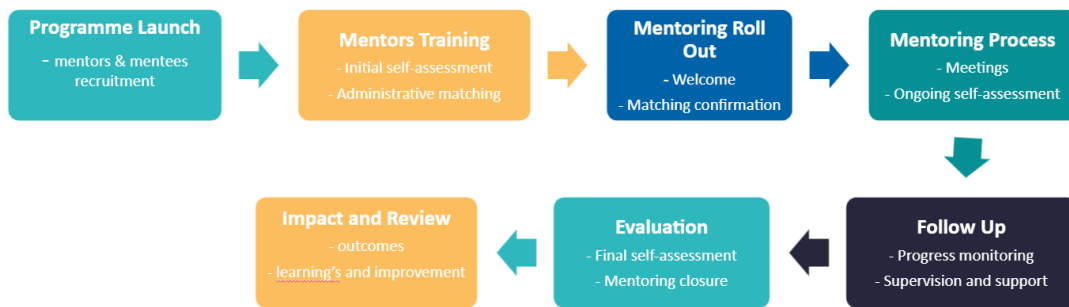 Programme Launch
- mentors & mentees
recruitment
Mentors Training
- Initial self-assessment
- Administrative matching
Mentoring Roll
Out
- Welcome
- Matching confirmation
Mentoring Process
- Meetings
- Ongoing self-assessment
Impact and Review
- outcomes
- learning's and improvement
Evaluation
- Final self-assessment
- Mentoring closure
Follow Up
- Progress monitoring
- Supervision and support